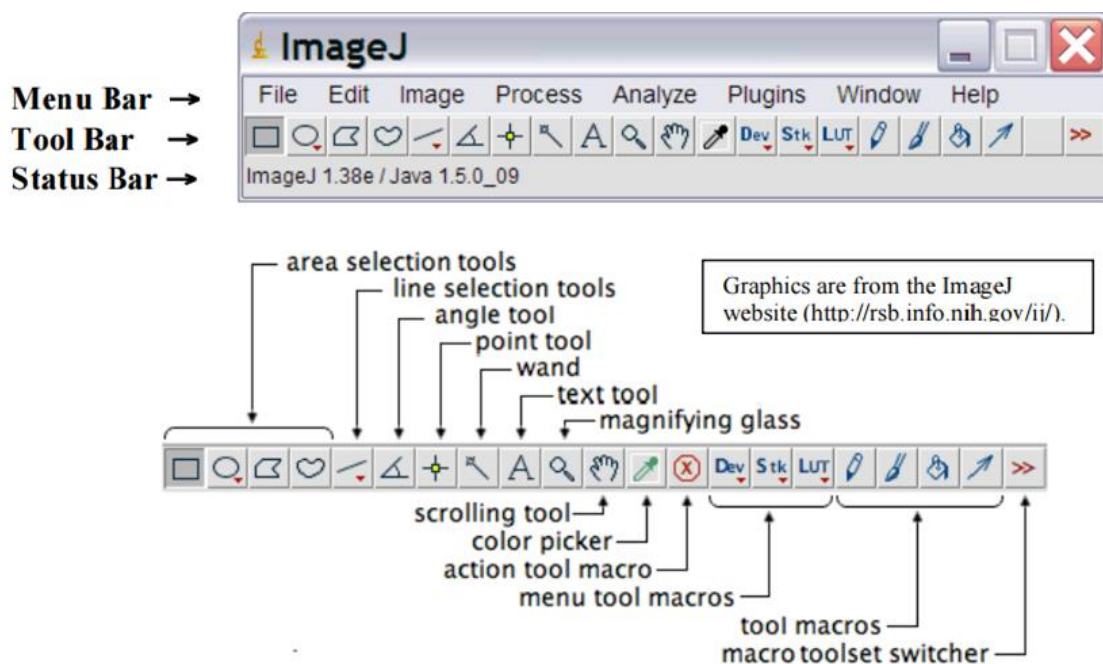 ImageJ
Menu Bar →
File Edit Image Process Analyze Plugins Window Help
Tool Bar →
A Dev Stk LUT >>
Status Bar →
ImageJ 1.38e / Java 1.5.0_09
area selection tools
line selection tools
angle tool
point tool
wand
text tool
magnifying glass
Graphics are from the ImageJ
website (http://rsb.info.nih.gov/ij/).
A X Dev Stk LUT >>
scrolling tool
color picker
action tool macro
menu tool macros
tool macros
macro toolset switcher